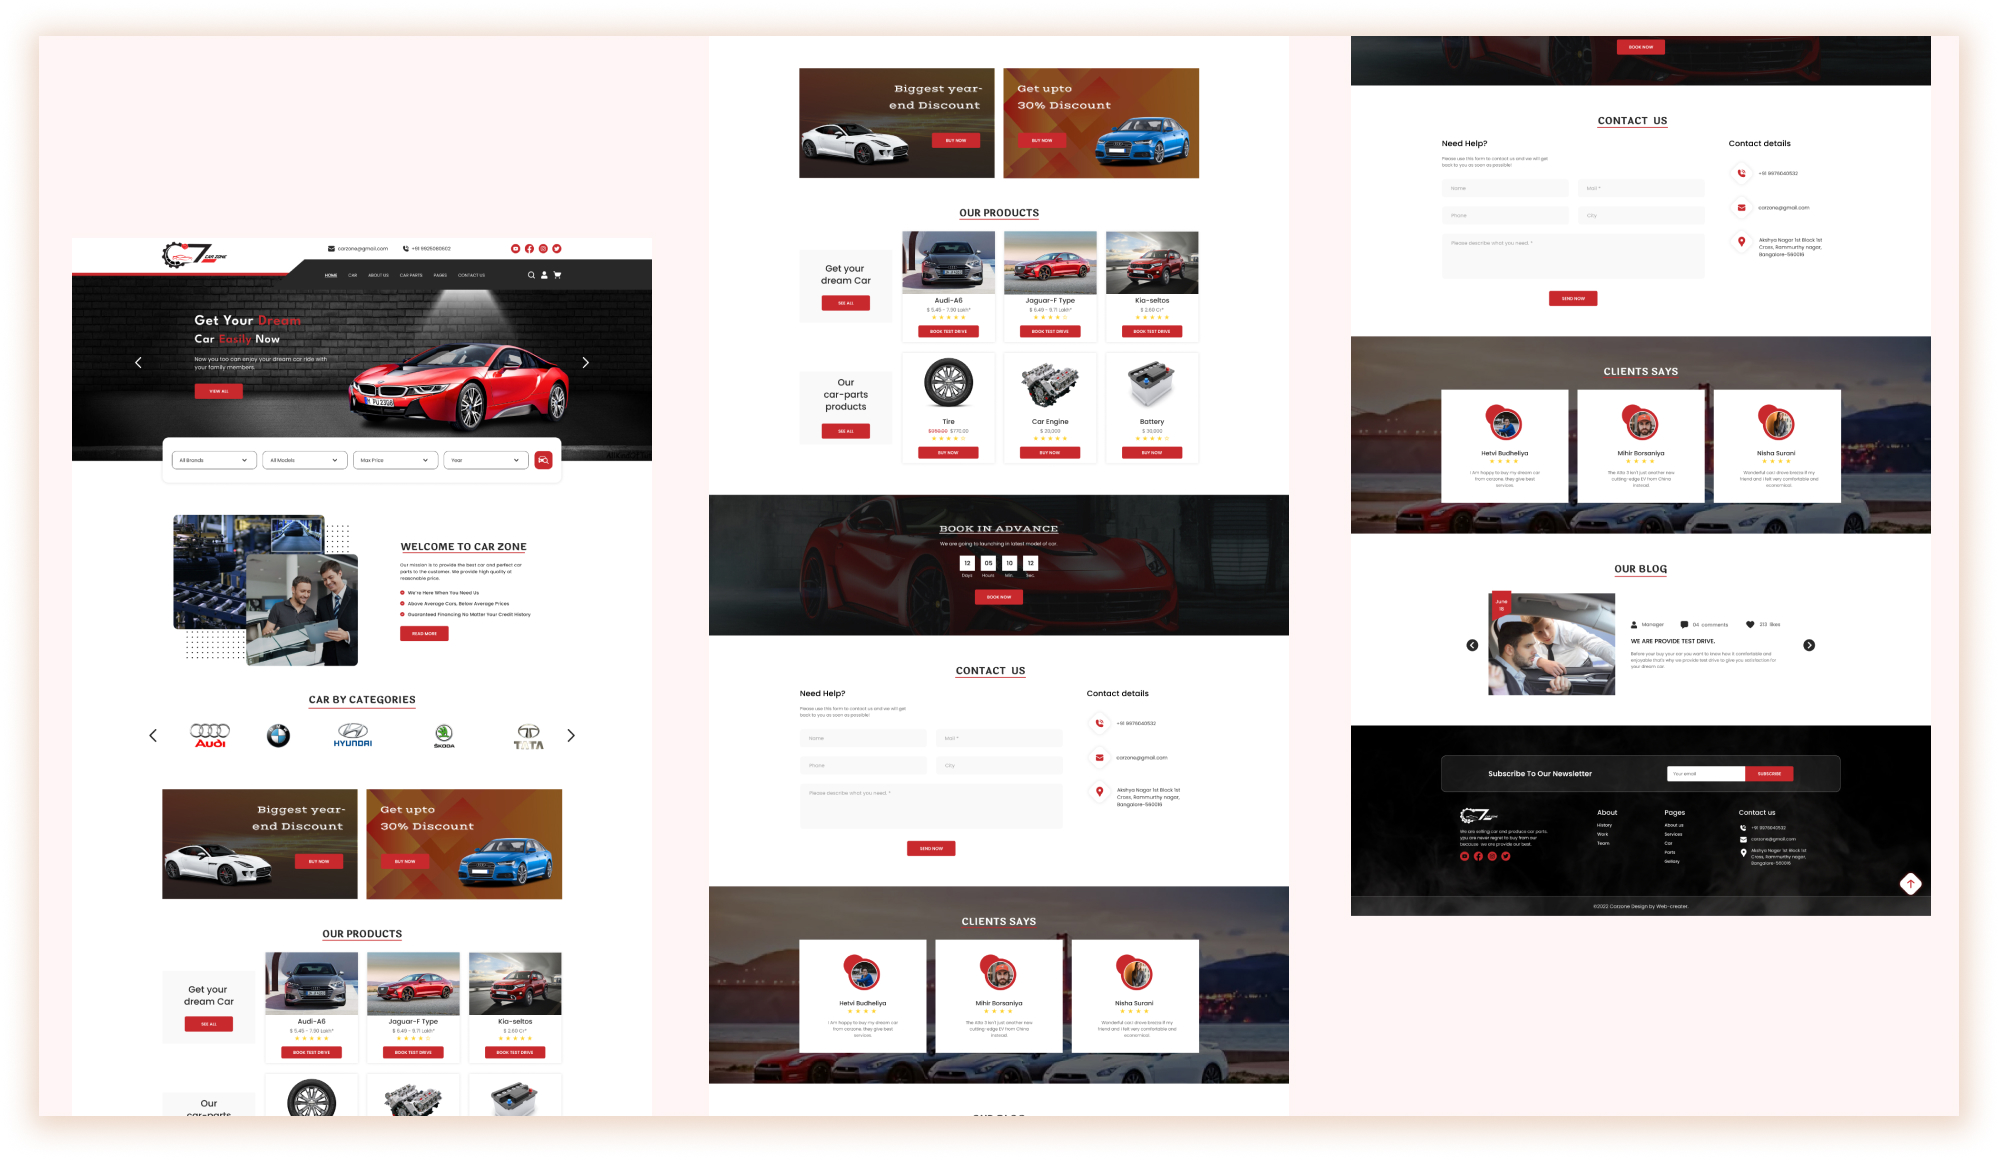 CAR ZONE
carzone@gmail.com
+91 9925080502
HOME CAR ABOUT US CAR PARTS PAGES CONTACT US
Get Your Dream
Car Easily Now
Now you too can enjoy your dream car ride with
your family members.
VIEW ALL
All Brands
All Models
Max Price
Year
WELCOME TO CAR ZONE
Our mission is to provide the best car and perfect car
parts to the customer. We provide high quality at
reasonable price.
We're Here When You Need Us
Above Average Cars, Below Average Prices
Guaranteed Financing No Matter Your Credit History
READ MORE
CAR BY CATEGORIES
Audi
HYUNDAI
ŠKODA
TATA
Biggest year-
end Discount
BUY NOW
Get upto
30% Discount
BUY NOW
OUR PRODUCTS
Get your
dream Car
SEE ALL
Audi-A6
$ 5.45 - 7.90 Lakh*
BOOK TEST DRIVE
Jaguar-F Type
$ 6.49 - 9.71 Lakh*
BOOK TEST DRIVE
Kia-seltos
$ 2.60 Cr*
BOOK TEST DRIVE
Our
car-parts
Biggest year-
end Discount
BUY NOW
Get upto
30% Discount
BUY NOW
OUR PRODUCTS
Get your
dream Car
SEE ALL
Audi-A6
$ 5.45 - 7.90 Lakh*
BOOK TEST DRIVE
Jaguar-F Type
$ 6.49 - 9.71 Lakh*
BOOK TEST DRIVE
Kia-seltos
$ 2.60 Cr*
BOOK TEST DRIVE
Our
car-parts
products
SEE ALL
Tire
$770.00
BUY NOW
Car Engine
$ 20,000
BUY NOW
Battery
$ 39,000
BUY NOW
BOOK IN ADVANCE
We are going to launching in latest model of car.
12 05 10 12
Days Hours Min. Sec.
BOOK NOW
CONTACT US
Need Help?
Please use this form to contact us and we will get
back to you as soon as possible!
Name
Mail *
Phone
City
Please describe what you need. *
SEND NOW
Contact details
+91 9976040532
carzone@gmail.com
Akshya Nagar 1st Block 1st
Cross, Rammurthy nagar,
Bangalore-560016
CLIENTS SAYS
Hetvi Budheliya
I Am happy to buy my dream car
from carzone. they give best
services.
Mihir Borsaniya
The Atto 3 isn't just another new
cutting-edge EV from China
instead.
Nisha Surani
Wonderful car.I drove brezza if my
friend and i felt very comfortable and
economical.
OUR BLOG
BOOK NOW
CONTACT US
Need Help?
Please use this form to contact us and we will get
back to you as soon as possible!
Name
Mail *
Phone
City
Please describe what you need. *
SEND NOW
Contact details
+91 9976040532
carzone@gmail.com
Akshya Nagar 1st Block 1st
Cross, Rammurthy nagar,
Bangalore-560016
CLIENTS SAYS
Hetvi Budheliya
I Am happy to buy my dream car
from carzone. they give best
services.
Mihir Borsaniya
The Atto 3 isn't just another new
cutting-edge EV from China
instead.
Nisha Surani
Wonderful car.I drove brezza if my
friend and i felt very comfortable and
economical.
OUR BLOG
June
18
Manager
04 comments
213 likes
WE ARE PROVIDE TEST DRIVE.
Before your buy your car you want to know how it comfortable and
enjoyable that's why we provide test drive to give you satisfaction for
your dream car.
Subscribe To Our Newsletter
Your email
SUBSCRIBE
We are selling car and produce car parts.
you are never regret to buy from our
because we are provide our best.
About
History
Work
Team
Pages
About us
Services
Car
Parts
Gallary
Contact us
+91 9976040532
carzone@gmail.com
Akshya Nagar 1st Block 1st
Cross, Rammurthy nagar,
Bangalore-560016
©2022 Carzone Design by Web-creater.